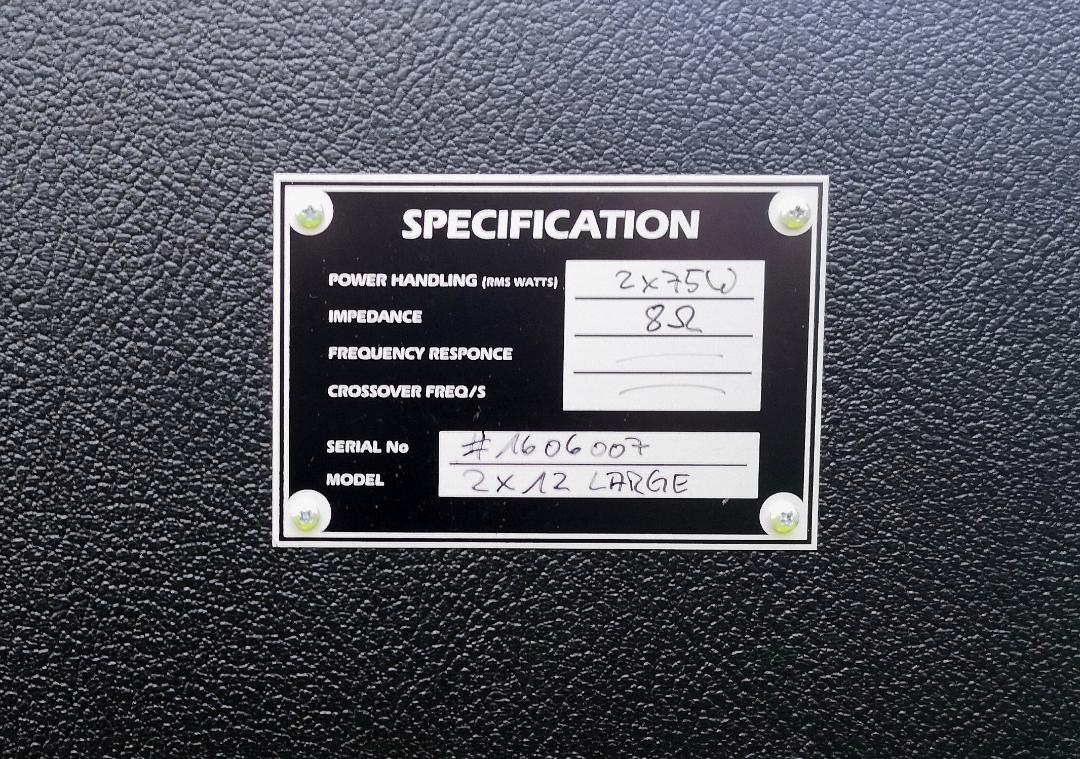 SPECIFICATION
POWER HANDLING (RMS WATTS) 2x75W
IMPEDANCE 8Ω
FREQUENCY RESPONCE
CROSSOVER FREQ/S
SERIAL No #1606007
MODEL 2X12 LARGE